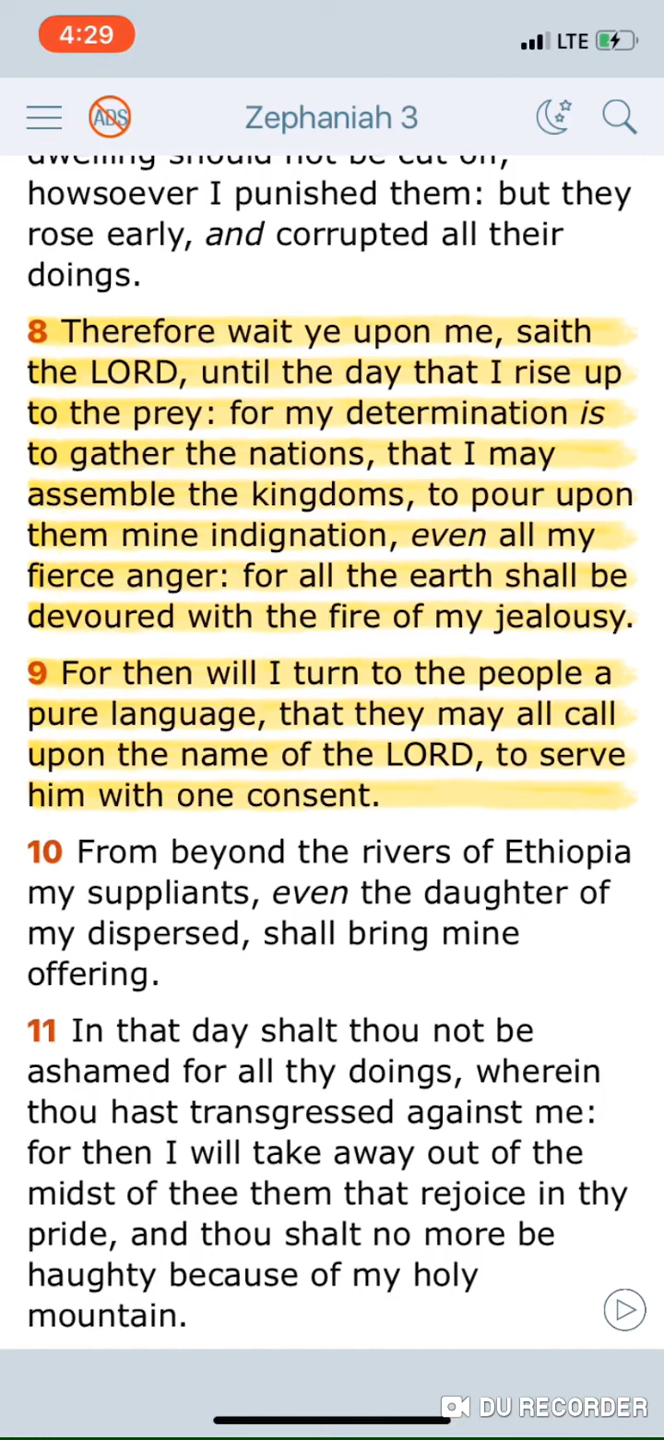 4:29
LTE
ADS
Zephaniah 3
dwelling should not be cut off,
howsoever I punished them: but they
rose early, and corrupted all their
doings.
8 Therefore wait ye upon me, saith
the LORD, until the day that I rise up
to the prey: for my determination is
to gather the nations, that I may
assemble the kingdoms, to pour upon
them mine indignation, even all my
fierce anger: for all the earth shall be
devoured with the fire of my jealousy.
9 For then will I turn to the people a
pure language, that they may all call
upon the name of the LORD, to serve
him with one consent.
10 From beyond the rivers of Ethiopia
my suppliants, even the daughter of
my dispersed, shall bring mine
offering.
11 In that day shalt thou not be
ashamed for all thy doings, wherein
thou hast transgressed against me:
for then I will take away out of the
midst of thee them that rejoice in thy
pride, and thou shalt no more be
haughty because of my holy
mountain.
DU RECORDER